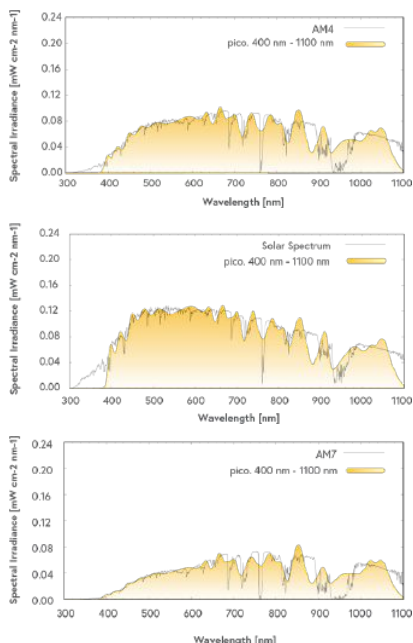 AM4
pico. 400 nm - 1100 nm
Spectral Irradiance [mW cm-2 nm-1]
0.24
0.20
0.16
0.12
0.08
0.04
0.00
300 400 500 600 700 800 900 1000 1100
Wavelength [nm]
Solar Spectrum
pico. 400 nm - 1100 nm
Spectral Irradiance [mW cm-2 nm-1]
0.24
0.20
0.16
0.12
0.08
0.04
0.00
300 400 500 600 700 800 900 1000 1100
Wavelength [nm]
AM7
pico. 400 nm - 1100 nm
Spectral Irradiance [mW cm-2 nm-1]
0.24
0.20
0.16
0.12
0.08
0.04
0.00
300 400 500 600 700 800 900 1000 1100
Wavelength [nm]